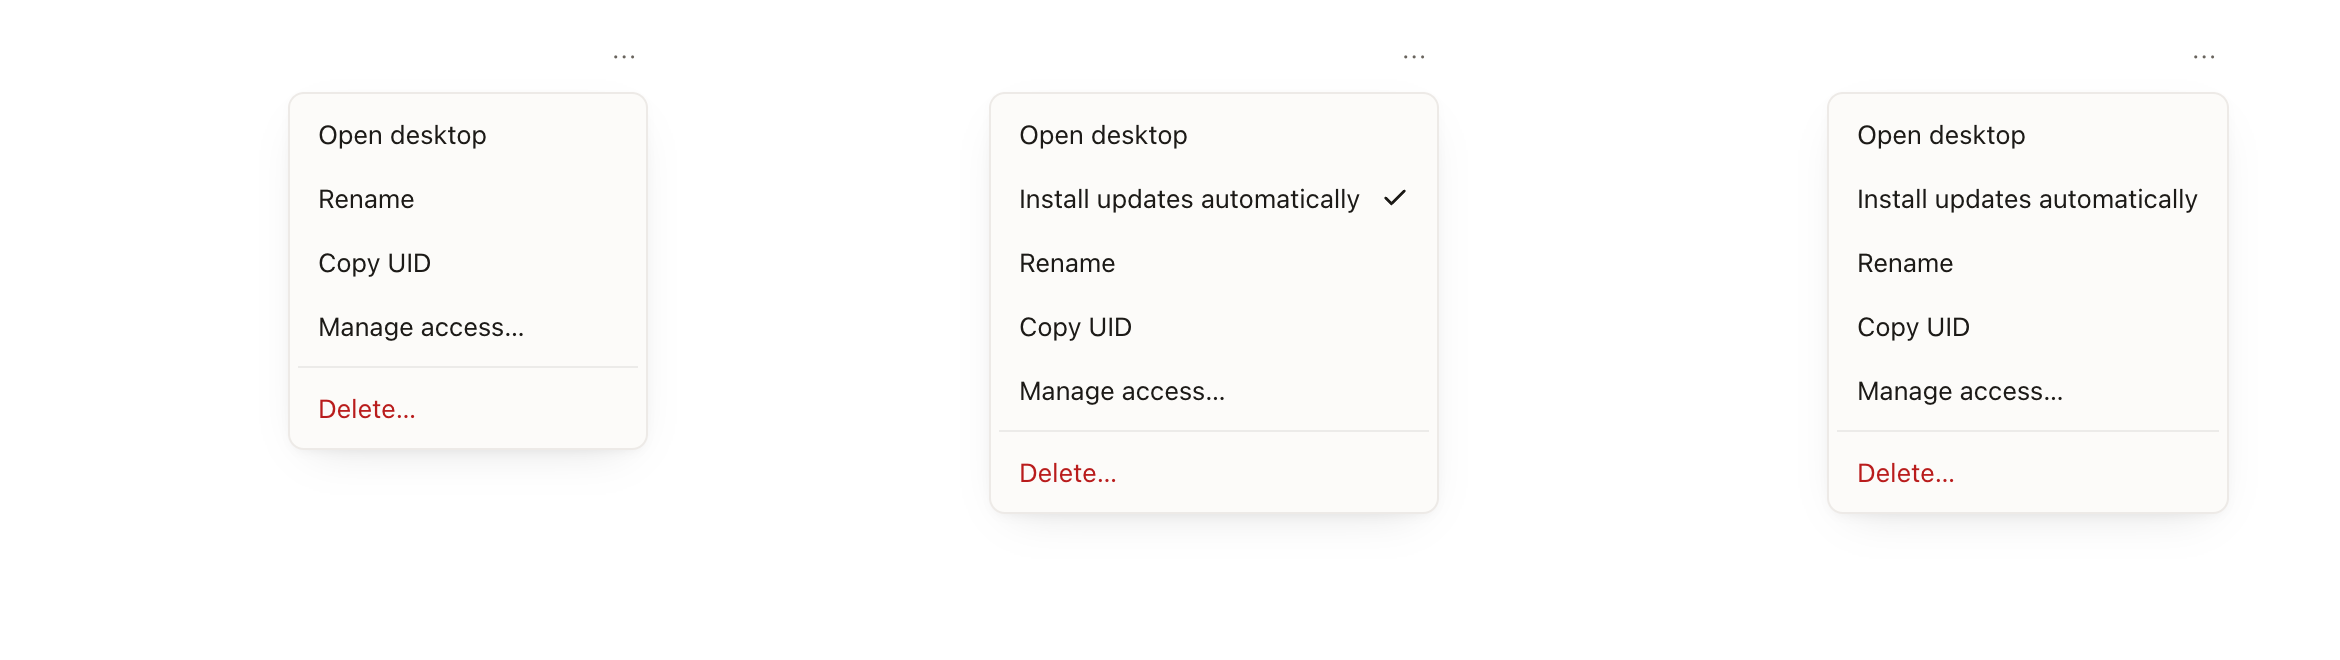 ...
Open desktop
Rename
Copy UID
Manage access...
Delete...
...
Open desktop
Install updates automatically ✓
Rename
Copy UID
Manage access...
Delete...
...
Open desktop
Install updates automatically
Rename
Copy UID
Manage access...
Delete...